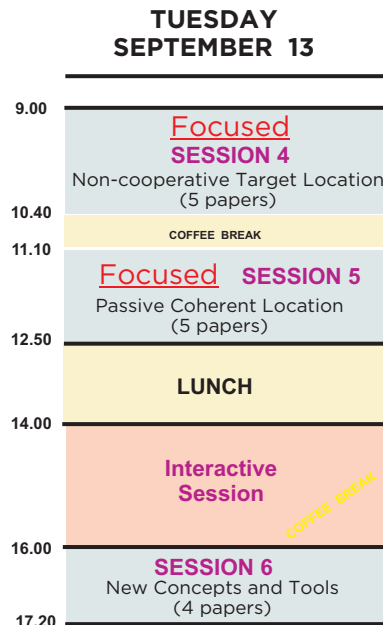 TUESDAY
SEPTEMBER 13
9.00
Focused
SESSION 4
Non-cooperative Target Location
(5 papers)
10.40
COFFEE BREAK
11.10
Focused SESSION 5
Passive Coherent Location
(5 papers)
12.50
LUNCH
14.00
Interactive
Session
COFFEE BREAK
16.00
SESSION 6
New Concepts and Tools
(4 papers)
17.20